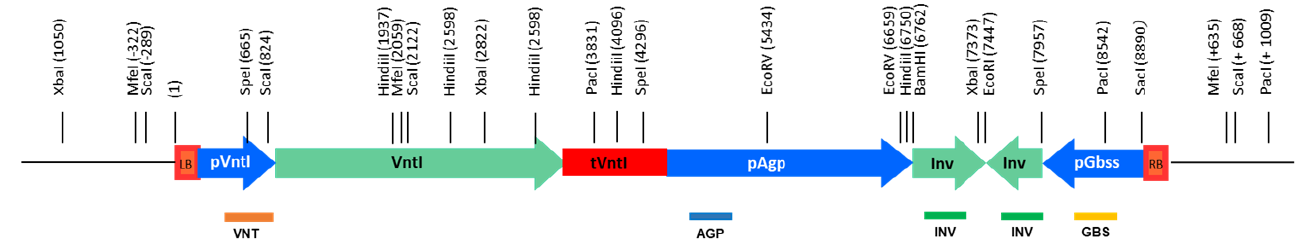 XbaI (1050)
MfeI (-322)
ScaI (-289)
(1)
SpeI (665)
ScaI (824)
HindiiI (1937)
MfeI (2059)
ScaI (2122)
HindiiI (2598)
XbaI (2822)
HindiiI (2598)
PacI (3831)
HindiiI (4096)
SpeI (4296)
EcoRV (5434)
EcoRV (6659)
HindiiI (6750)
BamHI (6762)
XbaI (7373)
EcoRI (7447)
SpeI (7957)
PacI (8542)
SacI (8890)
MfeI (+635)
ScaI (+ 668)
PacI (+ 1009)
LB
pVntI
VntI
tVntI
pAgp
Inv
Inv
pGbss
RB
VNT
AGP
INV
INV
GBS